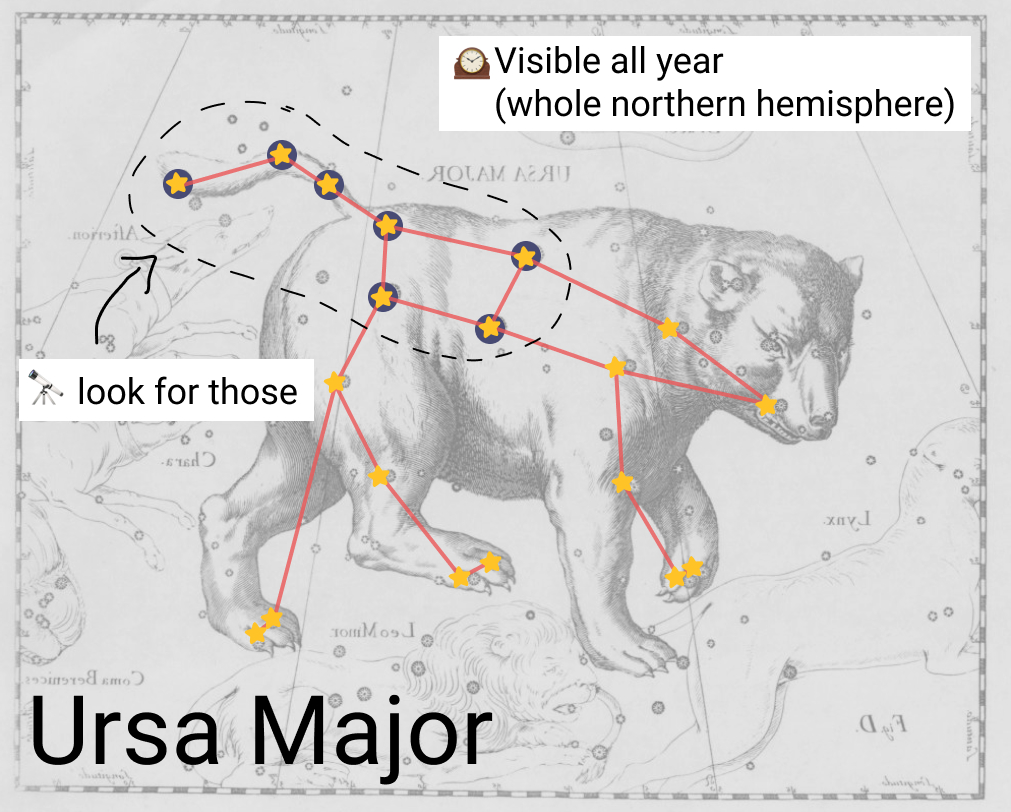 Visible all year
(whole northern hemisphere)
URSA MAJOR
Asterion.
look for those
Chara.
Lynx.
Leo Minor.
Coma Berenices
Ursa Major
Fig. D.